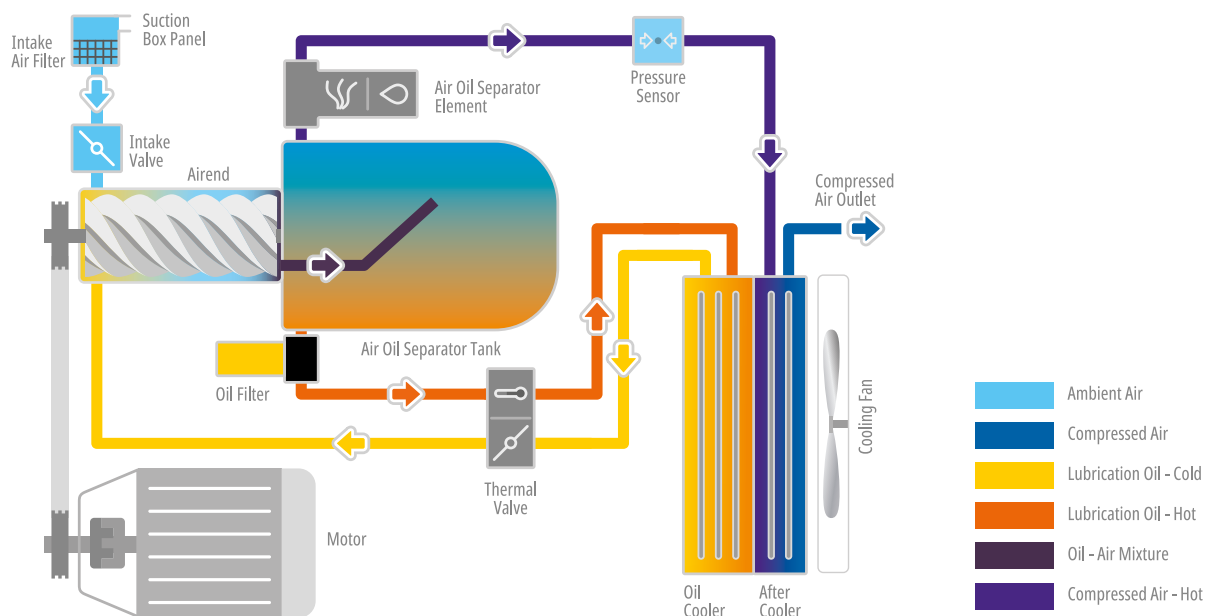 Suction
Box Panel
Intake
Air Filter
Intake
Valve
Airend
Air Oil Separator
Element
Pressure
Sensor
Compressed
Air Outlet
Air Oil Separator Tank
Oil Filter
Thermal
Valve
Cooling Fan
Motor
Oil
Cooler
After
Cooler
Ambient Air
Compressed Air
Lubrication Oil - Cold
Lubrication Oil - Hot
Oil - Air Mixture
Compressed Air - Hot